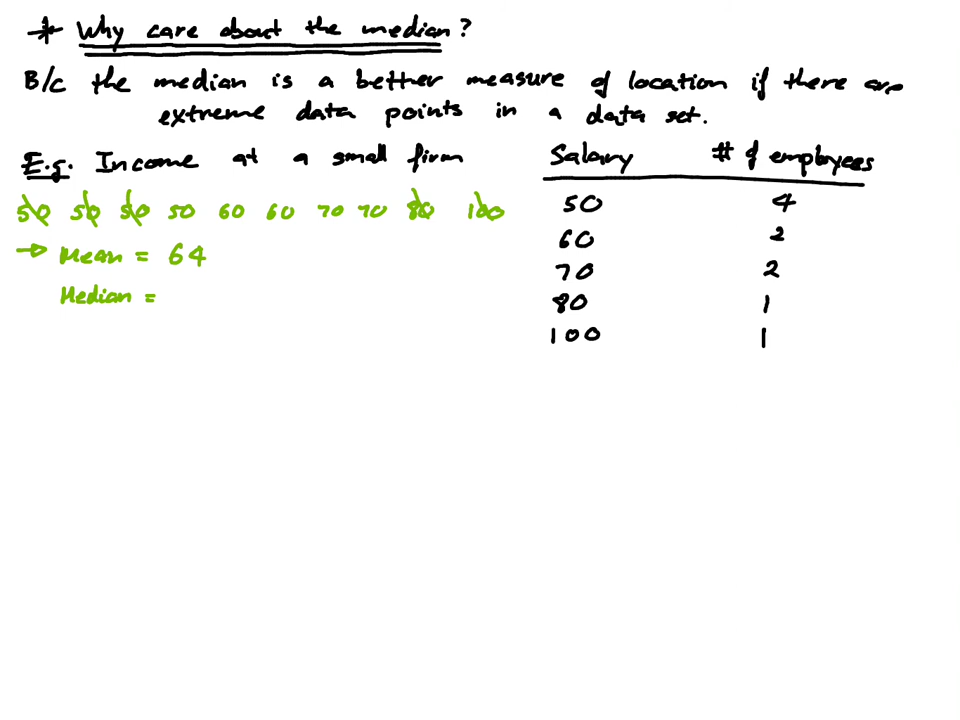 * Why care about the median?
B/c the median is a better measure of location if there are
extreme data points in a data set.
E.g. Income at a small firm
50 50 50 50 60 60 70 70 80 100
→ Mean = 64
Median =
Salary # of employees
50 4
60 2
70 2
80 1
100 1